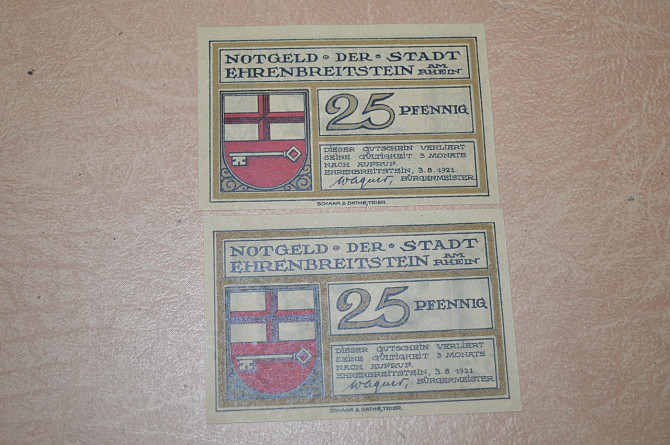 NOTGELD • DER • STADT
EHRENBREITSTEIN AM RHEIN
25 PFENNIG
DIESER GUTSCHEIN VERLIERT
SEINE GÜLTIGKEIT 3 MONATE
NACH AUFRUF.
EHRENBREITSTEIN, 3.8.1921.
Wagner, BÜRGERMEISTER.
SCHAAR & DATHE, TRIER.
NOTGELD • DER • STADT
EHRENBREITSTEIN AM RHEIN
25 PFENNIG
DIESER GUTSCHEIN VERLIERT
SEINE GÜLTIGKEIT 3 MONATE
NACH AUFRUF.
EHRENBREITSTEIN, 3.8.1921
Wagner, BÜRGERMEISTER.
SCHAAR & DATHE, TRIER.